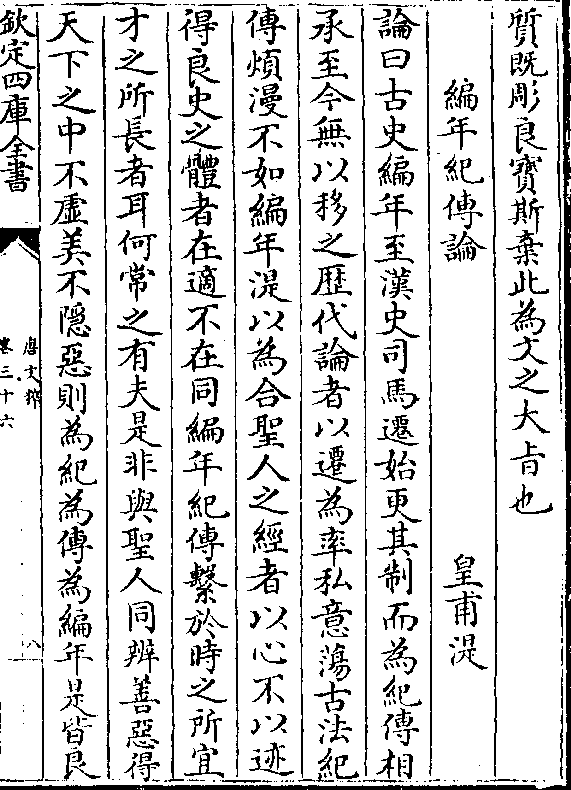 質既彫良寶斯棄此為文之大旨也
編年紀傳論 皇甫湜
論曰古史編年至漢史司馬遷始更其制而為紀傳相
承至今無以移之歴代論者以遷為率私意蕩古法紀
傳煩漫不如編年湜以為合聖人之經者以心不以迹
得良史之體者在適不在同編年紀傳繫於時之所宜
才之所長者耳何常之有夫是非與聖人同辨善惡得
天下之中不虛美不隱惡則為紀為傳為編年是皆良
欽定四庫全書
唐文粹
卷三十六
八